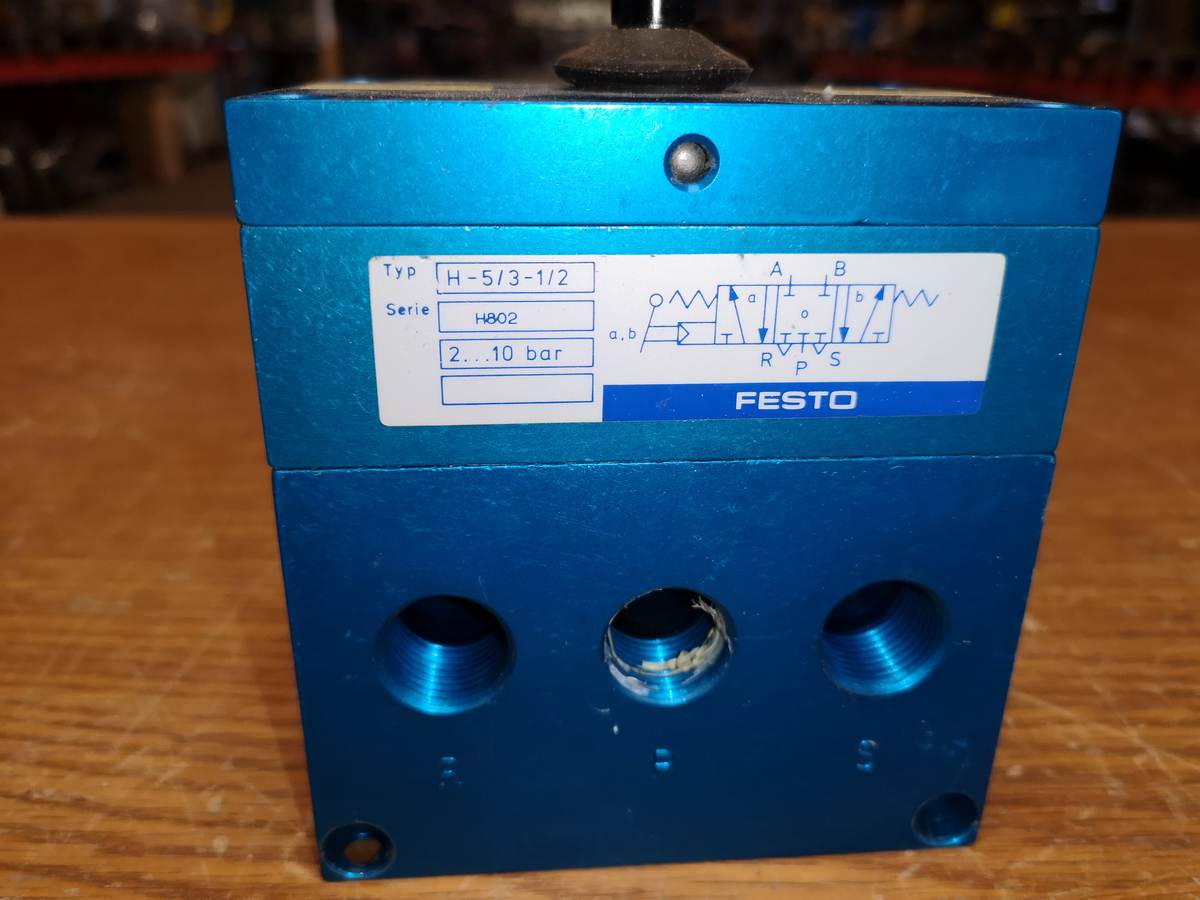 Typ H-5/3-1/2
Serie H802
2...10 bar
A B
a o b
a,b
R P S
FESTO
R B S